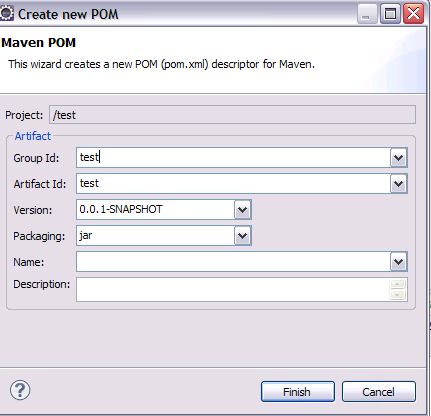 Create new POM
Maven POM
This wizard creates a new POM (pom.xml) descriptor for Maven.
Project: /test
Artifact
Group Id: test
Artifact Id: test
Version: 0.0.1-SNAPSHOT
Packaging: jar
Name:
Description:
? Finish Cancel